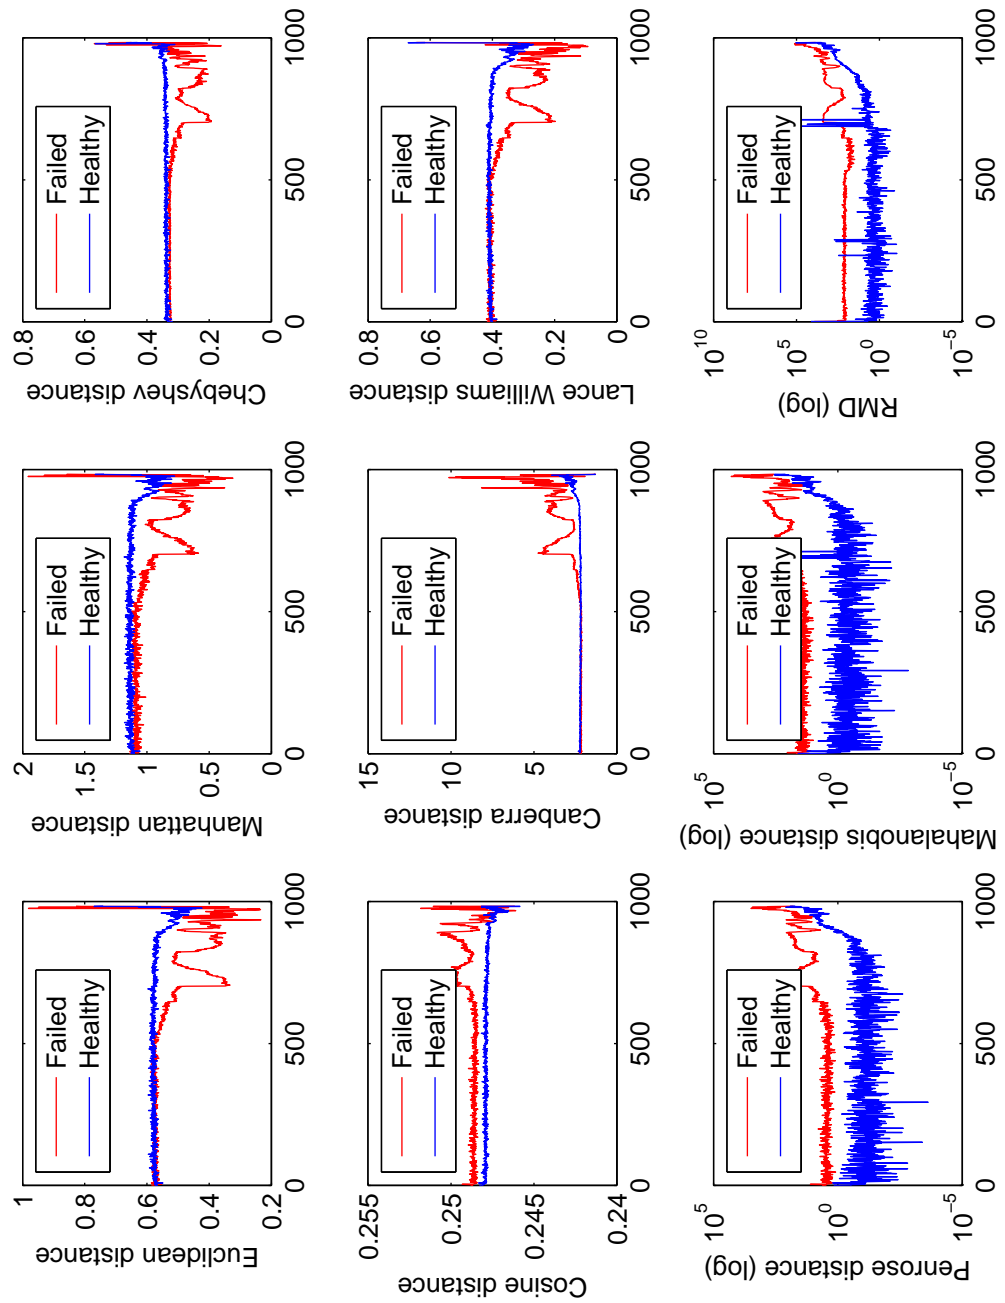 Euclidean distance
1
0.8
0.6
0.4
0.2
0
500
1000
Failed
Healthy
Manhattan distance
2
1.5
1
0.5
0
0
500
1000
Failed
Healthy
Chebyshev distance
0.8
0.6
0.4
0.2
0
0
500
1000
Failed
Healthy
Cosine distance
0.255
0.25
0.245
0.24
0
500
1000
Failed
Healthy
Canberra distance
15
10
5
0
0
500
1000
Failed
Healthy
Lance Williams distance
0.8
0.6
0.4
0.2
0
0
500
1000
Failed
Healthy
Penrose distance (log)
10^5
10^0
10^-5
0
500
1000
Failed
Healthy
Mahalanobis distance (log)
10^5
10^0
10^-5
0
500
1000
Failed
Healthy
RMD (log)
10^10
10^5
10^0
10^-5
0
500
1000
Failed
Healthy